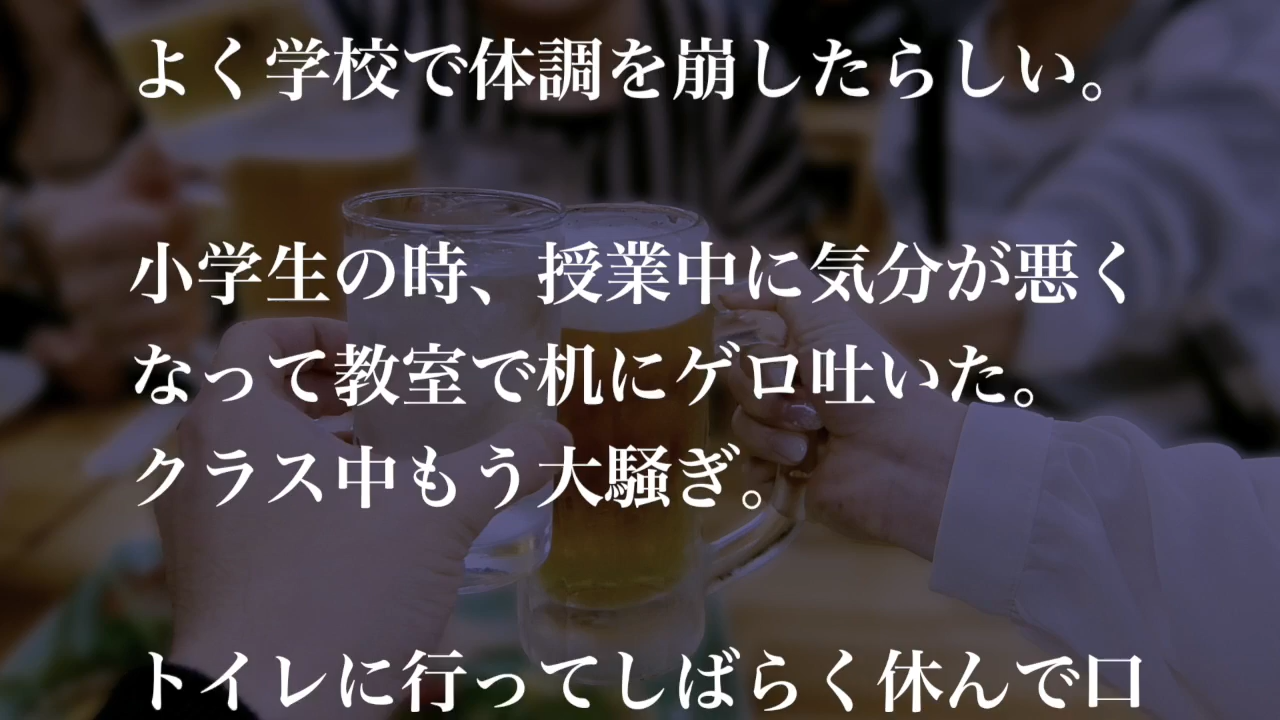 よく学校で体調を崩したらしい。
小学生の時、授業中に気分が悪く
なって教室で机にゲロ吐いた。
クラス中もう大騒ぎ。
トイレに行ってしばらく休んで口